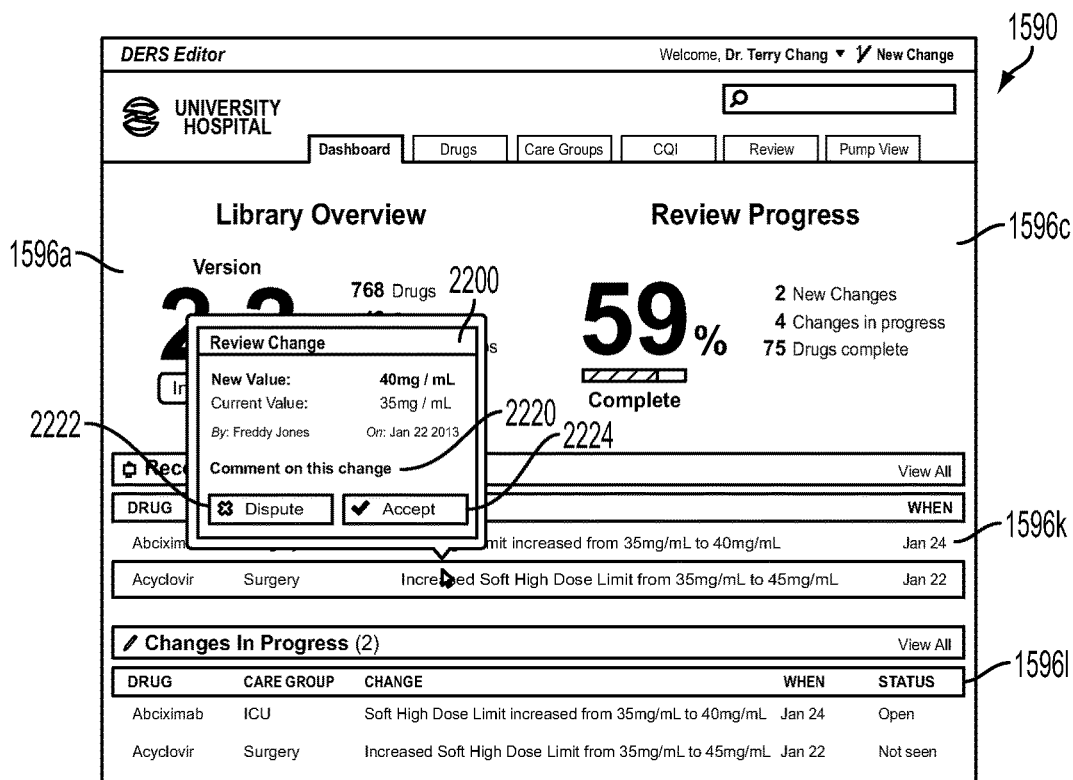 1590
DERS Editor
Welcome, Dr. Terry Chang ▼ New Change
UNIVERSITY
HOSPITAL
Dashboard Drugs Care Groups CQI Review Pump View
Library Overview
Review Progress
1596a
1596c
Version
768 Drugs
2200
59%
2 New Changes
4 Changes in progress
75 Drugs complete
Complete
Review Change
New Value: 40mg / mL
Current Value: 35mg / mL
By: Freddy Jones On: Jan 22 2013
2222
2220
2224
Comment on this change
Dispute Accept
View All
DRUG WHEN
increased from 35mg/mL to 40mg/mL Jan 24
1596k
Acyclovir Surgery Increased Soft High Dose Limit from 35mg/mL to 45mg/mL Jan 22
Changes In Progress (2) View All
1596l
DRUG CARE GROUP CHANGE WHEN STATUS
Abciximab ICU Soft High Dose Limit increased from 35mg/mL to 40mg/mL Jan 24 Open
Acyclovir Surgery Increased Soft High Dose Limit from 35mg/mL to 45mg/mL Jan 22 Not seen